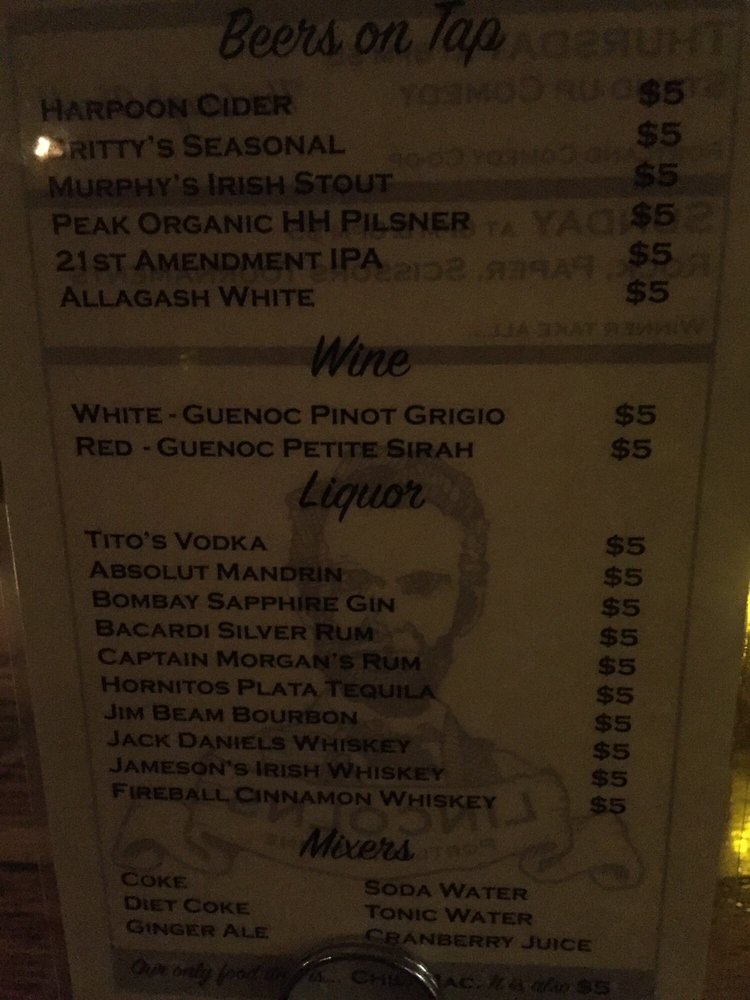 Beers on Tap
Harpoon Cider $5
Gritty's Seasonal $5
Murphy's Irish Stout $5
Peak Organic HH Pilsner $5
21st Amendment IPA $5
Allagash White $5
Wine
White - Guenoc Pinot Grigio $5
Red - Guenoc Petite Sirah $5
Liquor
Tito's Vodka $5
Absolut Mandrin $5
Bombay Sapphire Gin $5
Bacardi Silver Rum $5
Captain Morgan's Rum $5
Hornitos Plata Tequila $5
Jim Beam Bourbon $5
Jack Daniels Whiskey $5
Jameson's Irish Whiskey $5
Fireball Cinnamon Whiskey $5
Mixers
Coke Soda Water
Diet Coke Tonic Water
Ginger Ale Cranberry Juice
Our only food is... It is also $5